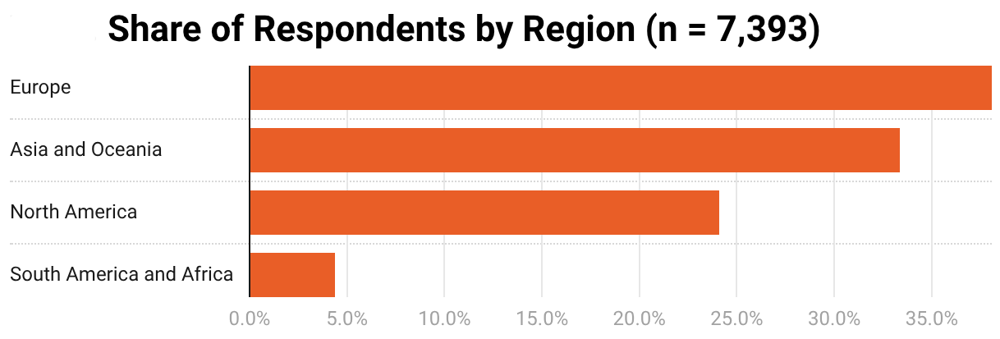 Share of Respondents by Region (n = 7,393)
Europe
Asia and Oceania
North America
South America and Africa
0.0% 5.0% 10.0% 15.0% 20.0% 25.0% 30.0% 35.0%